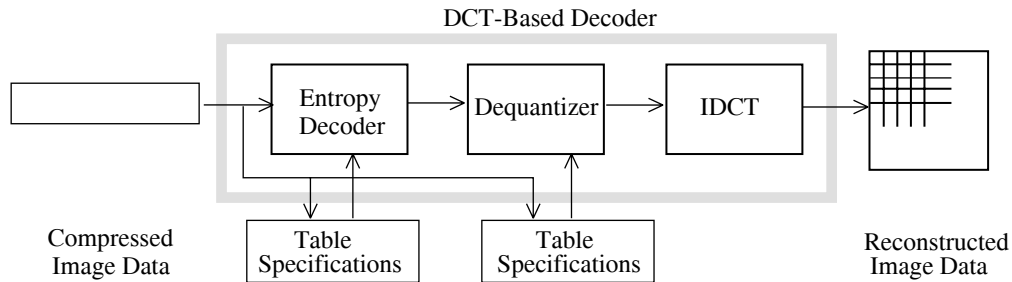 DCT-Based Decoder
Entropy
Decoder
Dequantizer
IDCT
Table
Specifications
Table
Specifications
Compressed
Image Data
Reconstructed
Image Data